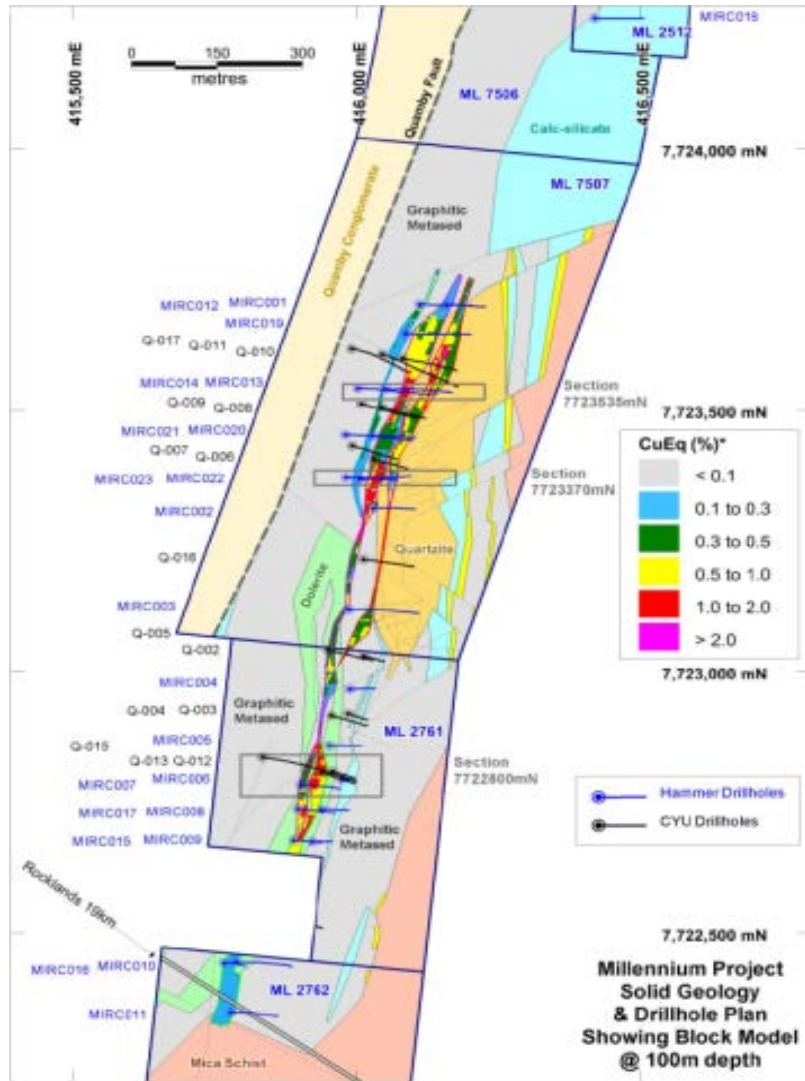 MIRC018
415,500 mE
0 150 300
metres
416,000 mE
Quamby Fault
ML 2512
416,500 mE
ML 7506
Calc-silicate
7,724,000 mN
ML 7507
Quamby Conglomerate
Graphitic
Metased
MIRC012 MIRC001
MIRC019
Q-017 Q-011 Q-010
MIRC014 MIRC013
Section
7723535mN
Q-009 Q-008
7,723,500 mN
MIRC021 MIRC020
Q-007 Q-006
MIRC023 MIRC022
Section
7723370mN
MIRC002
CuEq (%)*
< 0.1
0.1 to 0.3
0.3 to 0.5
0.5 to 1.0
1.0 to 2.0
> 2.0
Q-016
Quartzite
Dolerite
MIRC003
Q-005
Q-002
7,723,000 mN
MIRC004
Graphitic
Metased
Q-004 Q-003
ML 2761
Q-015
MIRC005
Q-013 Q-012
MIRC007 MIRC006
Section
7722800mN
Hammer Drillholes
CYU Drillholes
MIRC017 MIRC008
MIRC015 MIRC009
Graphitic
Metased
Rocklands 19km
7,722,500 mN
MIRC016 MIRC010
ML 2762
MIRC011
Mica Schist
Millennium Project
Solid Geology
& Drillhole Plan
Showing Block Model
@ 100m depth